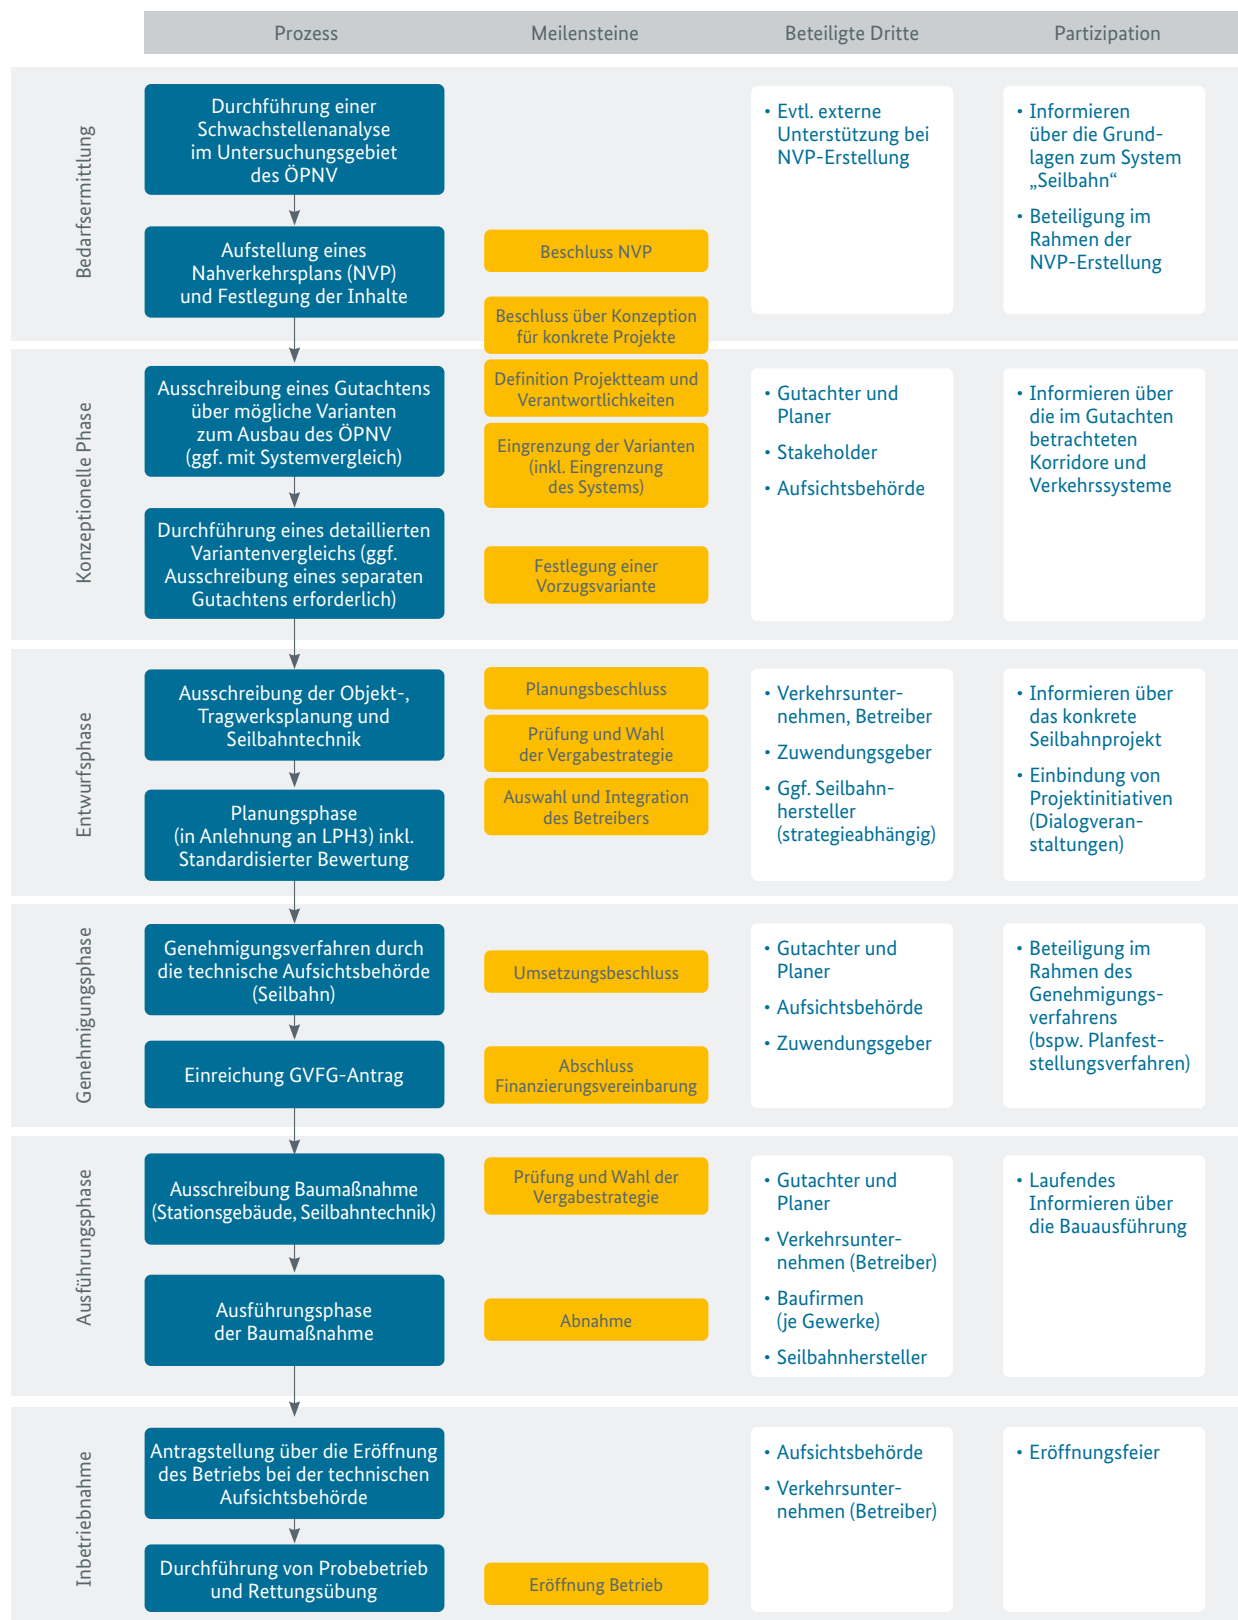 Prozess
Meilensteine
Beteiligte Dritte
Partizipation
Bedarfsermittlung
Durchführung einer
Schwachstellenanalyse
im Untersuchungsgebiet
des ÖPNV
Aufstellung eines
Nahverkehrsplans (NVP)
und Festlegung der Inhalte
Beschluss NVP
Beschluss über Konzeption
für konkrete Projekte
• Evtl. externe
Unterstützung bei
NVP-Erstellung
• Informieren
über die Grund-
lagen zum System
„Seilbahn“
• Beteiligung im
Rahmen der
NVP-Erstellung
Konzeptionelle Phase
Ausschreibung eines Gutachtens
über mögliche Varianten
zum Ausbau des ÖPNV
(ggf. mit Systemvergleich)
Durchführung eines detaillierten
Variantenvergleichs (ggf.
Ausschreibung eines separaten
Gutachtens erforderlich)
Definition Projektteam und
Verantwortlichkeiten
Eingrenzung der Varianten
(inkl. Eingrenzung
des Systems)
Festlegung einer
Vorzugsvariante
• Gutachter und
Planer
• Stakeholder
• Aufsichtsbehörde
• Informieren über
die im Gutachten
betrachteten
Korridore und
Verkehrssysteme
Entwurfsphase
Ausschreibung der Objekt-,
Tragwerksplanung und
Seilbahntechnik
Planungsphase
(in Anlehnung an LPH3) inkl.
Standardisierter Bewertung
Planungsbeschluss
Prüfung und Wahl
der Vergabestrategie
Auswahl und Integration
des Betreibers
• Verkehrsunter-
nehmen, Betreiber
• Zuwendungsgeber
• Ggf. Seilbahn-
hersteller
(strategieabhängig)
• Informieren über
das konkrete
Seilbahnprojekt
• Einbindung von
Projektinitiativen
(Dialogveran-
staltungen)
Genehmigungsphase
Genehmigungsverfahren durch
die technische Aufsichtsbehörde
(Seilbahn)
Einreichung GVFG-Antrag
Umsetzungsbeschluss
Abschluss
Finanzierungsvereinbarung
• Gutachter und
Planer
• Aufsichtsbehörde
• Zuwendungsgeber
• Beteiligung im
Rahmen des
Genehmigungs-
verfahrens
(bspw. Planfest-
stellungsverfahren)
Ausführungsphase
Ausschreibung Baumaßnahme
(Stationsgebäude, Seilbahntechnik)
Ausführungsphase
der Baumaßnahme
Prüfung und Wahl der
Vergabestrategie
Abnahme
• Gutachter und
Planer
• Verkehrsunter-
nehmen (Betreiber)
• Baufirmen
(je Gewerke)
• Seilbahnhersteller
• Laufendes
Informieren über
die Bauausführung
Inbetriebnahme
Antragstellung über die Eröffnung
des Betriebs bei der technischen
Aufsichtsbehörde
Durchführung von Probebetrieb
und Rettungsübung
Eröffnung Betrieb
• Aufsichtsbehörde
• Verkehrsunter-
nehmen (Betreiber)
• Eröffnungsfeier